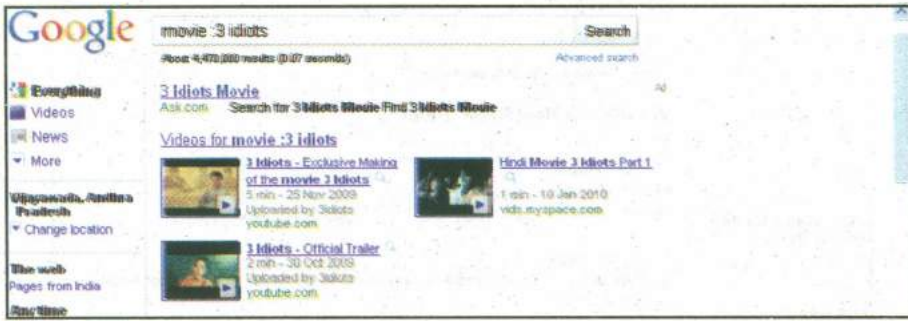 Google
movie :3 idiots
Search
About 4,470,000 results (0.07 seconds)
Advanced search
Everything
Videos
News
More
Vijayawada, Andhra
Pradesh
Change location
The web
Pages from India
Anytime
3 Idiots Movie
Ad
Ask.com Search for 3 Idiots Movie Find 3 Idiots Movie
Videos for movie :3 idiots
3 Idiots - Exclusive Making
of the movie 3 Idiots
5 min - 25 Nov 2009
Uploaded by 3idiots
youtube.com
Hindi Movie 3 Idiots Part 1
1 min - 10 Jan 2010
vids.myspace.com
3 Idiots - Official Trailer
2 min - 30 Oct 2009
Uploaded by 3idiots
youtube.com